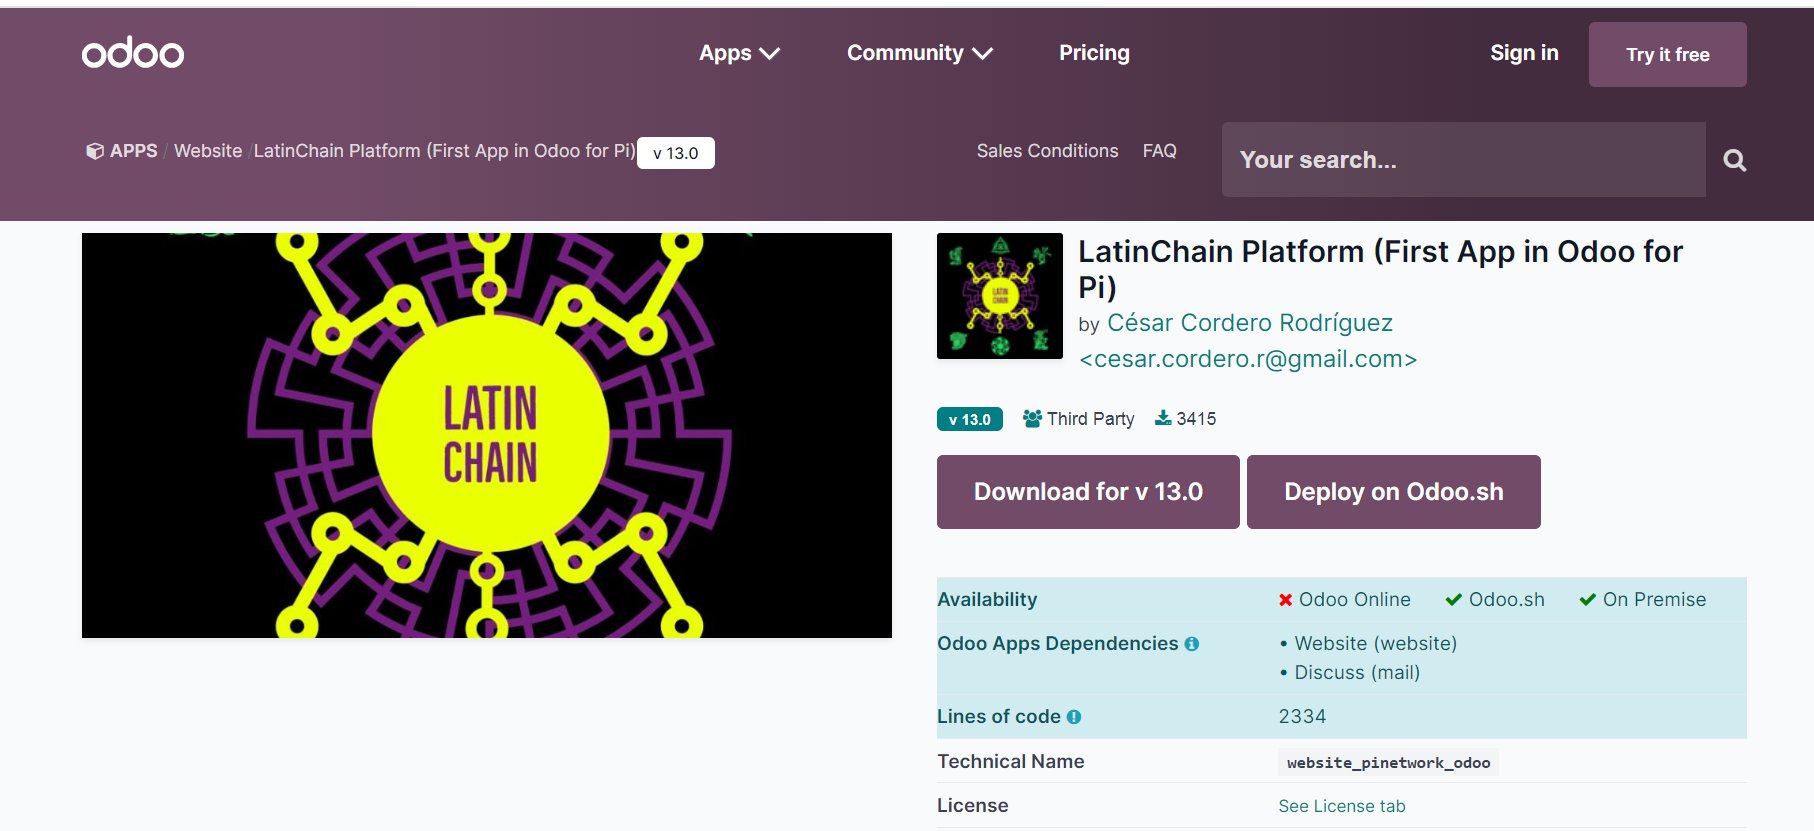 odoo
Apps
Community
Pricing
Sign in
Try it free
APPS / Website / LatinChain Platform (First App in Odoo for Pi) v 13.0
Sales Conditions
FAQ
Your search...
LATIN
CHAIN
LATIN
CHAIN
LatinChain Platform (First App in Odoo for
Pi)
by César Cordero Rodríguez
<cesar.cordero.r@gmail.com>
v 13.0 Third Party 3415
Download for v 13.0
Deploy on Odoo.sh
Availability
Odoo Online Odoo.sh On Premise
Odoo Apps Dependencies
• Website (website)
• Discuss (mail)
Lines of code
2334
Technical Name
website_pinetwork_odoo
License
See License tab